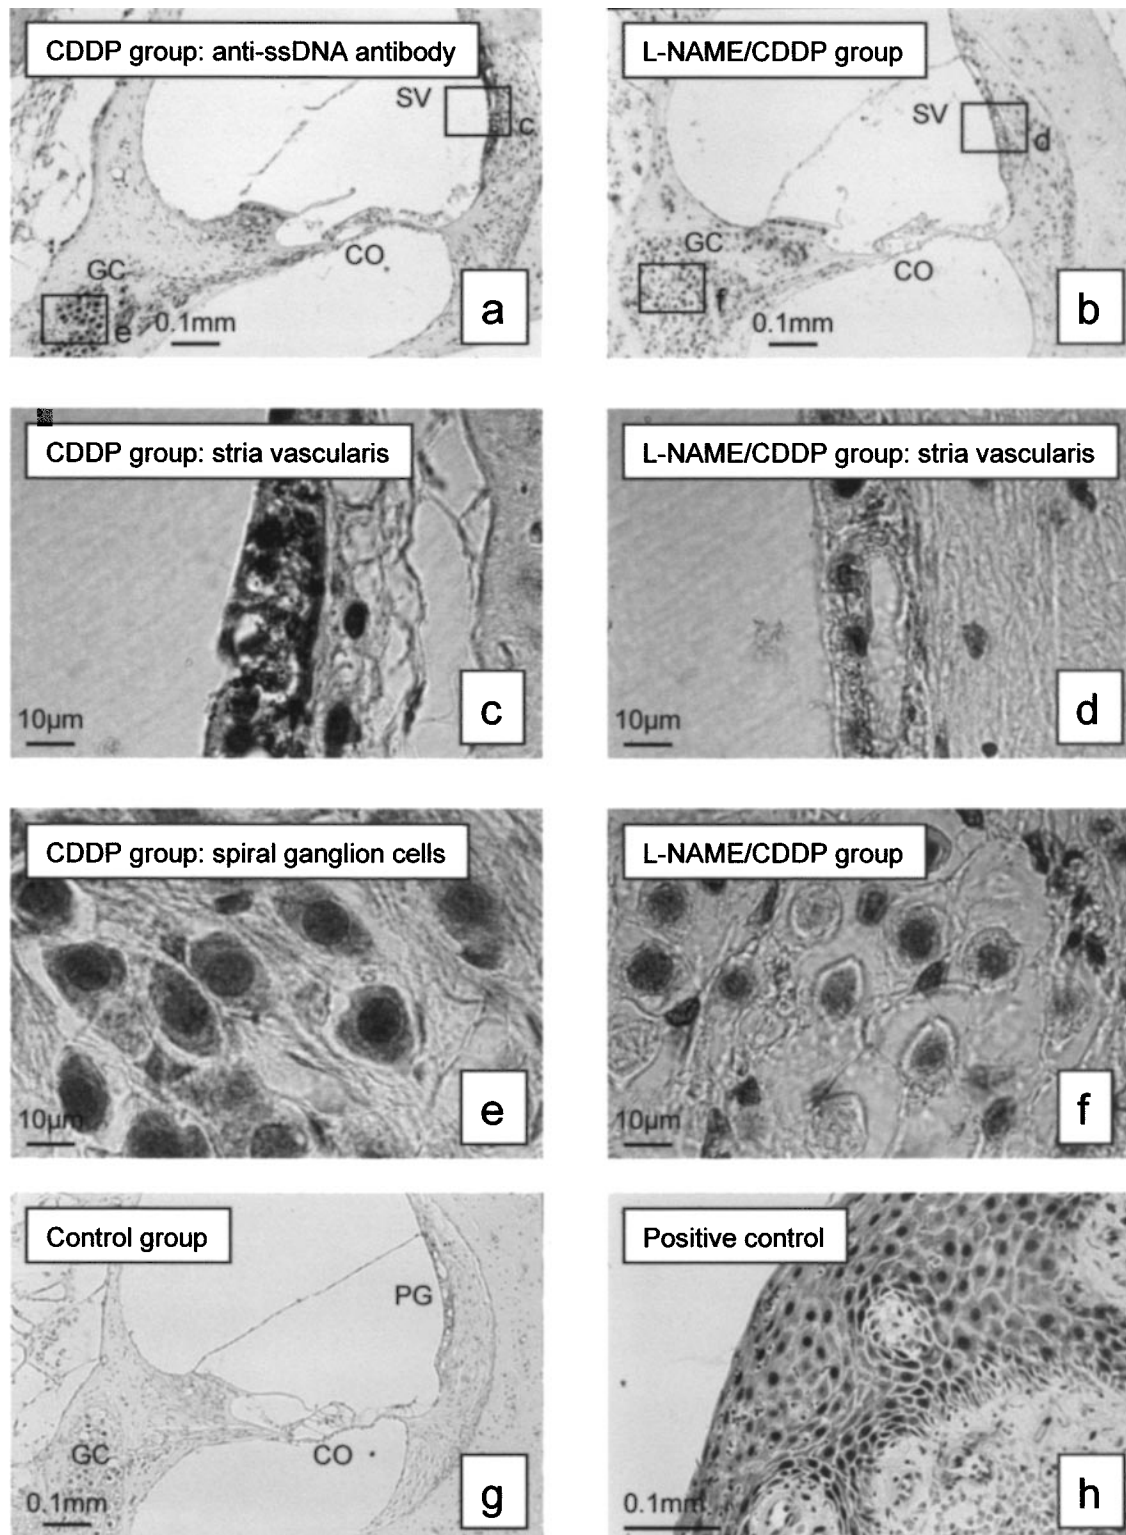 CDDP group: anti-ssDNA antibody
SV
c
CO
GC
e
0.1mm
a
L-NAME/CDDP group
SV
d
GC
CO
f
0.1mm
b
CDDP group: stria vascularis
10µm
c
L-NAME/CDDP group: stria vascularis
10µm
d
CDDP group: spiral ganglion cells
10µm
e
L-NAME/CDDP group
10µm
f
Control group
PG
GC
CO
0.1mm
g
Positive control
0.1mm
h